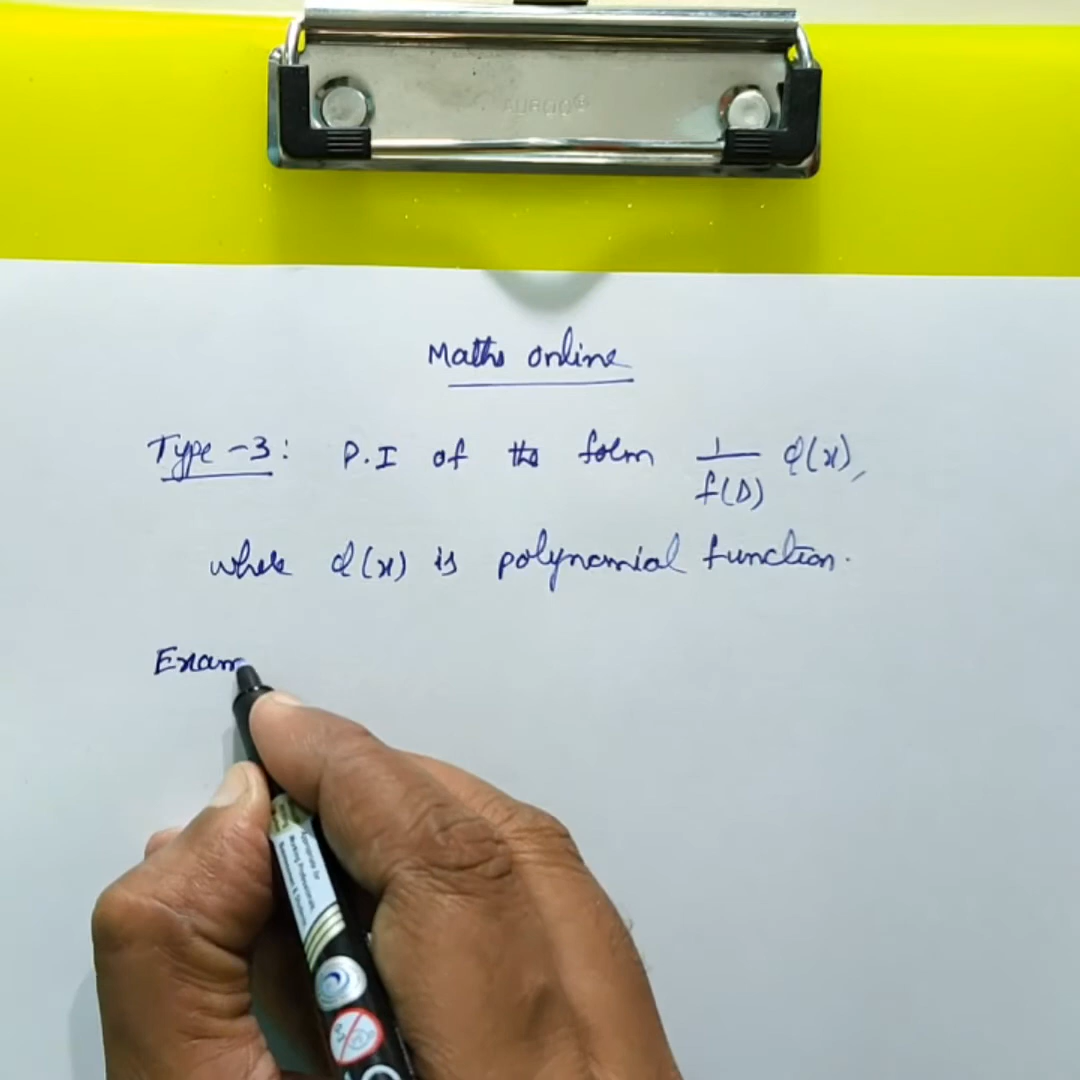 Maths online
Type-3: P.I of the form 1/f(D) Q(x),
where Q(x) is polynomial function.
Exam